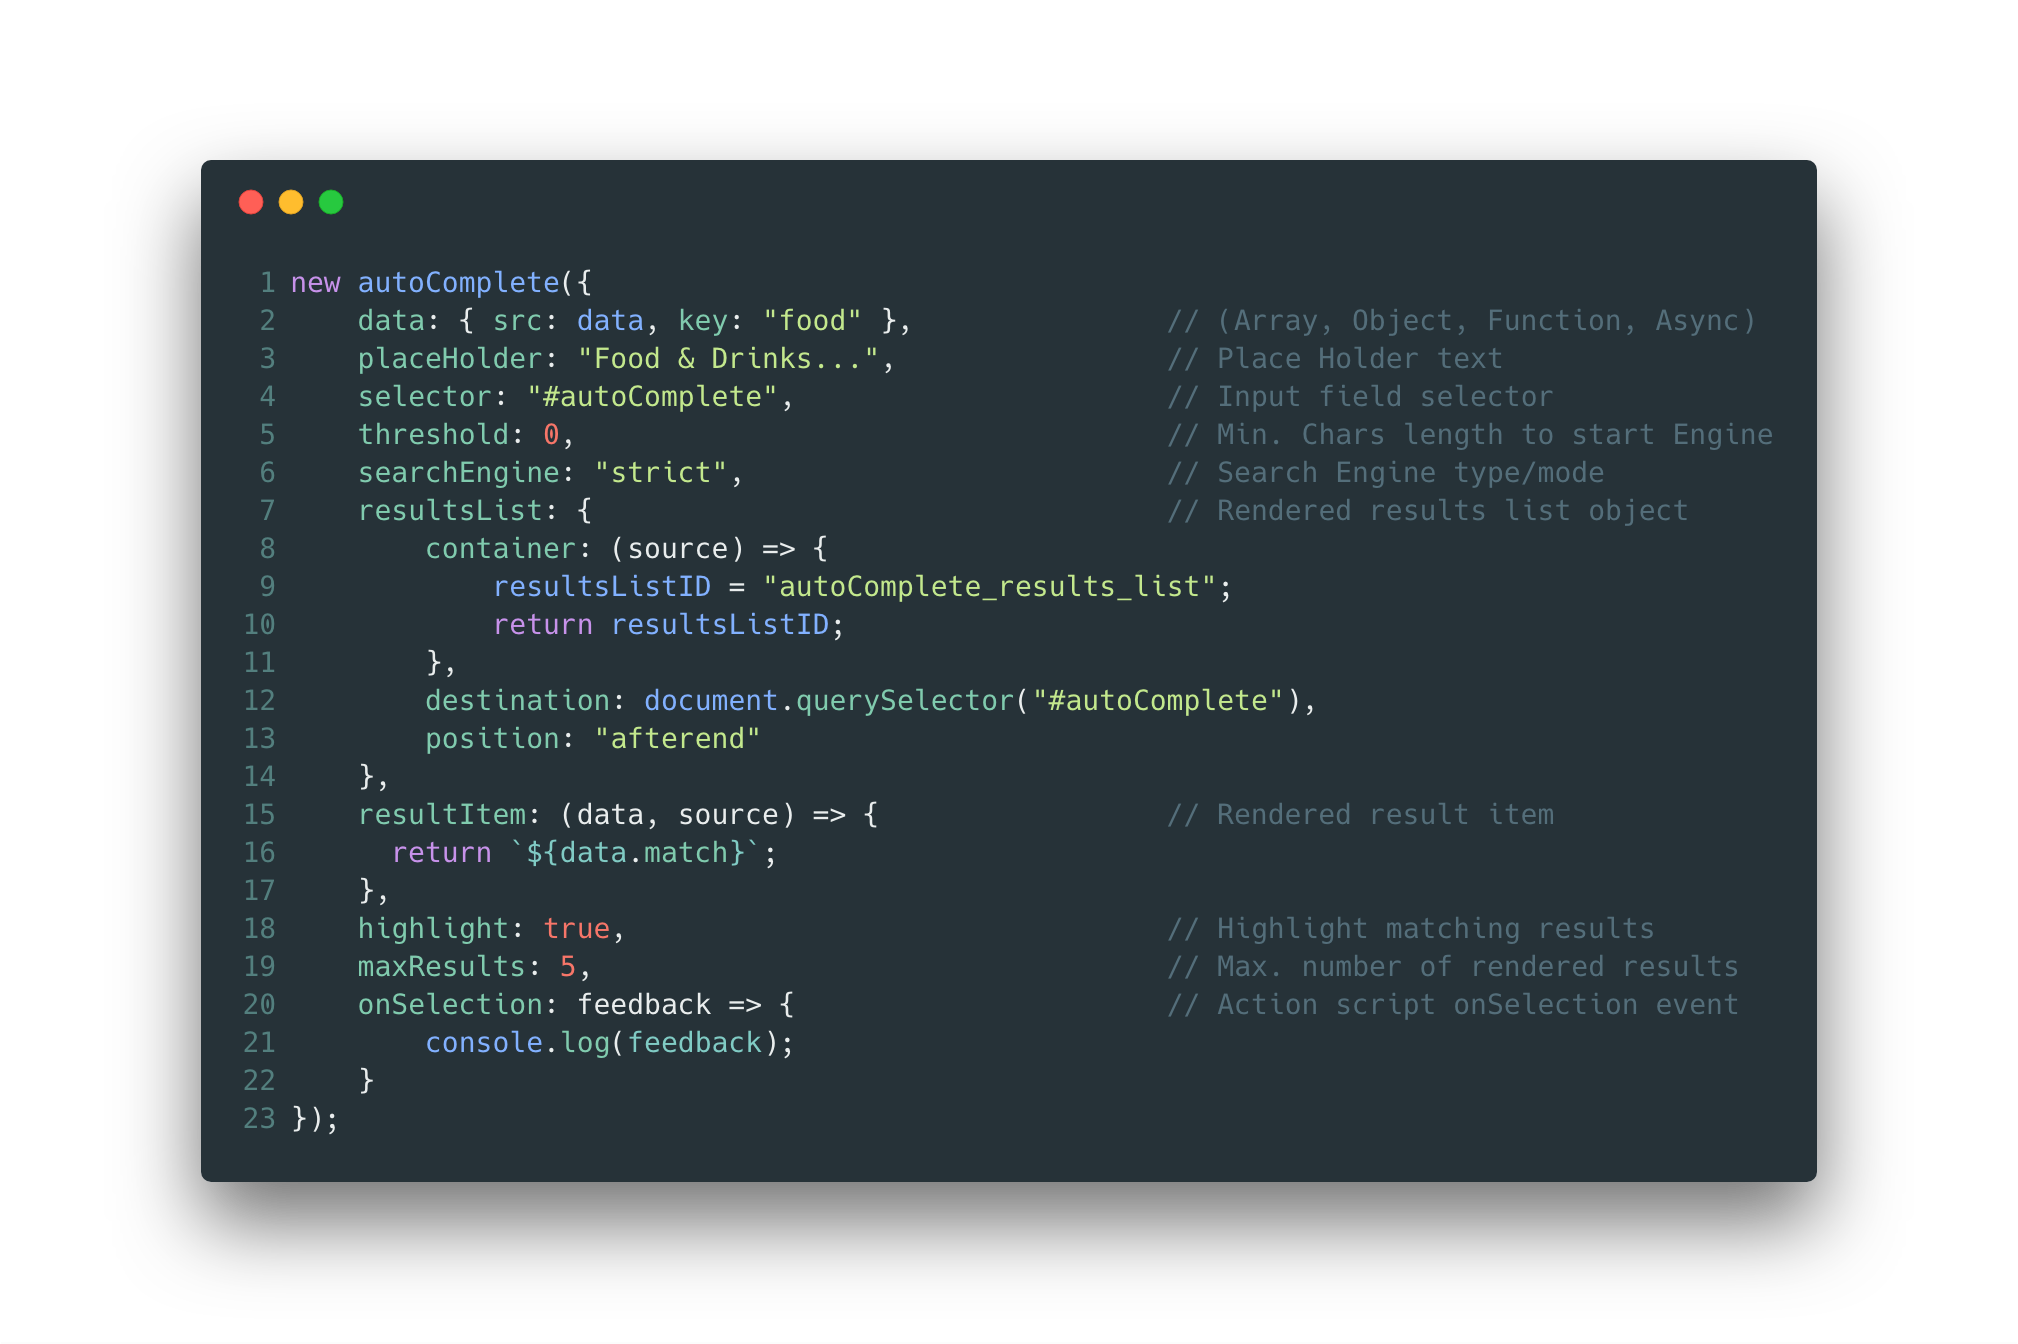 1 new autoComplete({
2     data: { src: data, key: "food" },                // (Array, Object, Function, Async)
3     placeHolder: "Food & Drinks...",                 // Place Holder text
4     selector: "#autoComplete",                       // Input field selector
5     threshold: 0,                                    // Min. Chars length to start Engine
6     searchEngine: "strict",                          // Search Engine type/mode
7     resultsList: {                                   // Rendered results list object
8         container: (source) => {
9             resultsListID = "autoComplete_results_list";
10             return resultsListID;
11         },
12         destination: document.querySelector("#autoComplete"),
13         position: "afterend"
14     },
15     resultItem: (data, source) => {                  // Rendered result item
16       return `${data.match}`;
17     },
18     highlight: true,                                 // Highlight matching results
19     maxResults: 5,                                   // Max. number of rendered results
20     onSelection: feedback => {                       // Action script onSelection event
21         console.log(feedback);
22     }
23 });